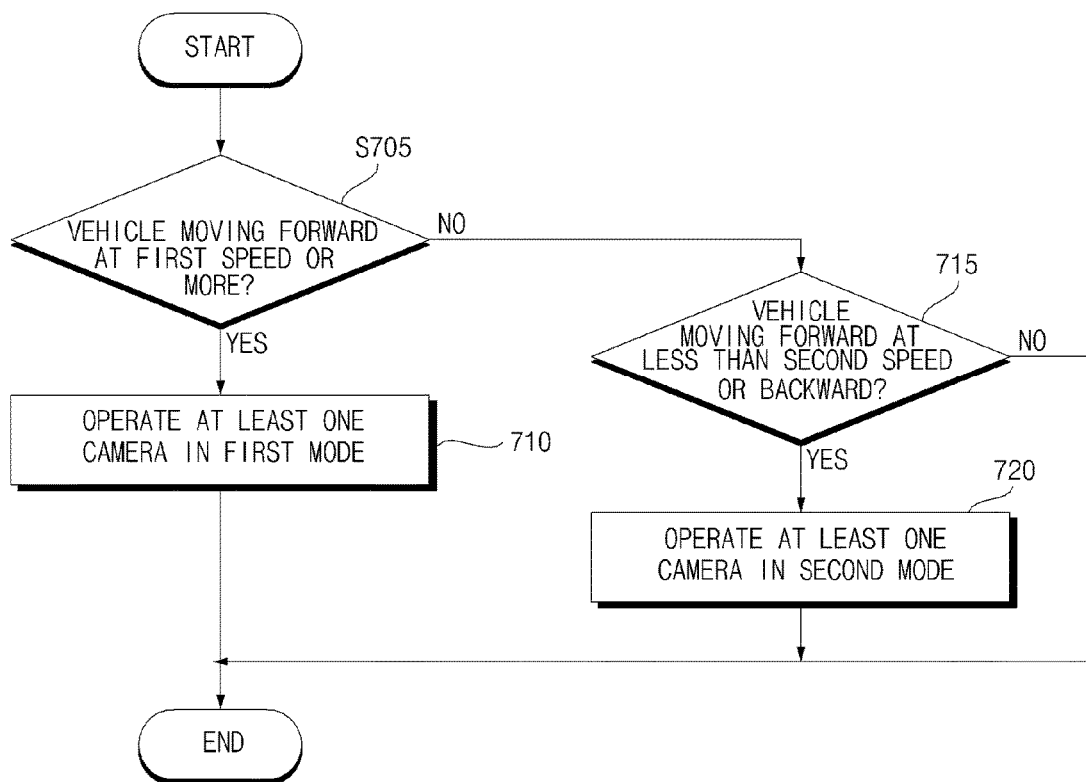 START
S705
VEHICLE MOVING FORWARD
AT FIRST SPEED OR
MORE?
NO
YES
OPERATE AT LEAST ONE
CAMERA IN FIRST MODE
710
715
VEHICLE
MOVING FORWARD AT
LESS THAN SECOND SPEED
OR BACKWARD?
NO
YES
720
OPERATE AT LEAST ONE
CAMERA IN SECOND MODE
END